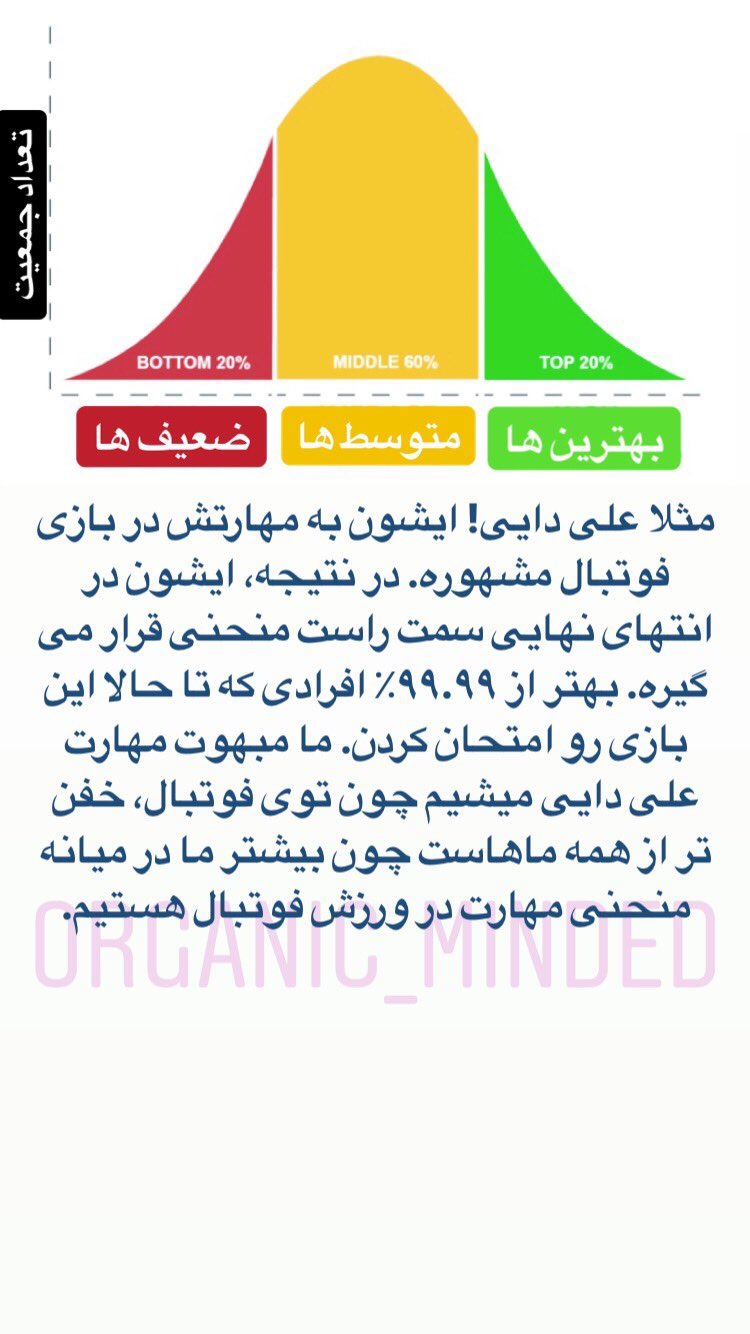 تعداد جمعیت
BOTTOM 20%
MIDDLE 60%
TOP 20%
ضعیف ها
متوسط ها
بهترین ها
مثلا علی دایی! ایشون به مهارتش در بازی
فوتبال مشهوره. در نتیجه، ایشون در
انتهای نهایی سمت راست منحنی قرار می
گیره. بهتر از ۹۹.۹۹٪ افرادی که تا حالا این
بازی رو امتحان کردن. ما مبهوت مهارت
علی دایی میشیم چون توی فوتبال، خفن
تر از همه ماهاست چون بیشتر ما در میانه
منحنی مهارت در ورزش فوتبال هستیم.
ORGANIC_MINDED